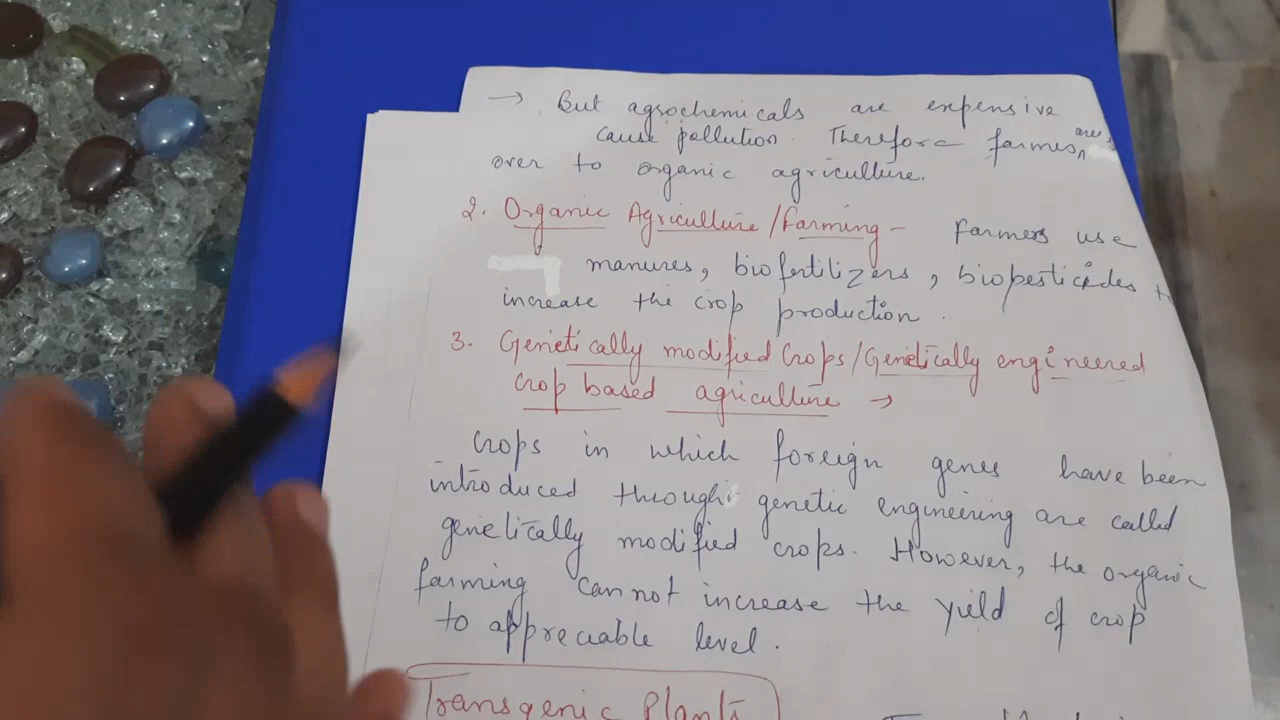 → But agrochemicals are expensive
cause pollution. Therefore farmers are
over to organic agriculture.
2. Organic Agriculture/Farming - Farmers use
manures, biofertilizers, biopesticides
increase the crop production.
3. Genetically modified Crops/Genetically engineered
crop based agriculture →
Crops in which foreign genes have been
introduced through genetic engineering are called
genetically modified crops. However, the organic
farming cannot increase the yield of crop
to appreciable level.
Transgenic Plants